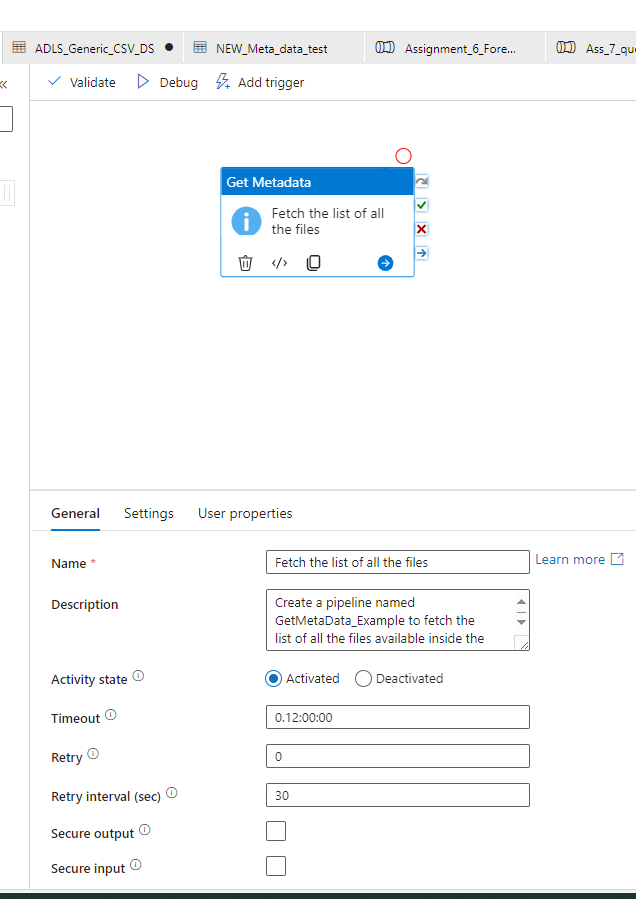 ADLS_Generic_CSV_DS
NEW_Meta_data_test
Assignment_6_Fore...
Ass_7_que
Validate
Debug
Add trigger
Get Metadata
Fetch the list of all
the files
General
Settings
User properties
Name *
Fetch the list of all the files
Learn more
Description
Create a pipeline named
GetMetaData_Example to fetch the
list of all the files available inside the
Activity state
Activated
Deactivated
Timeout
0.12:00:00
Retry
0
Retry interval (sec)
30
Secure output
Secure input